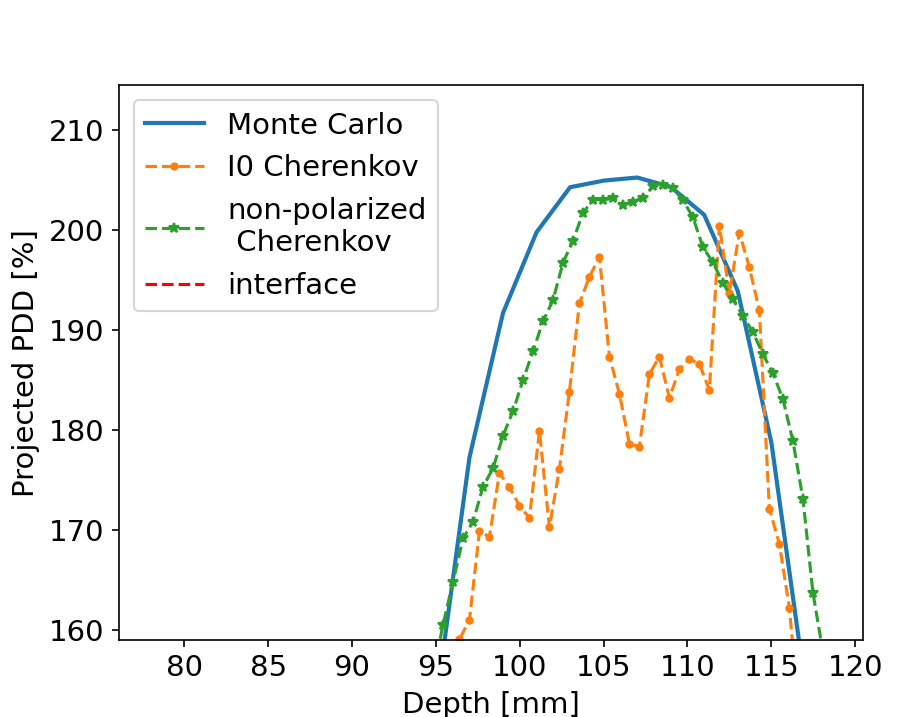 210
200
190
180
170
160
Projected PDD [%]
Monte Carlo
I0 Cherenkov
non-polarized
Cherenkov
interface
80 85 90 95 100 105 110 115 120
Depth [mm]